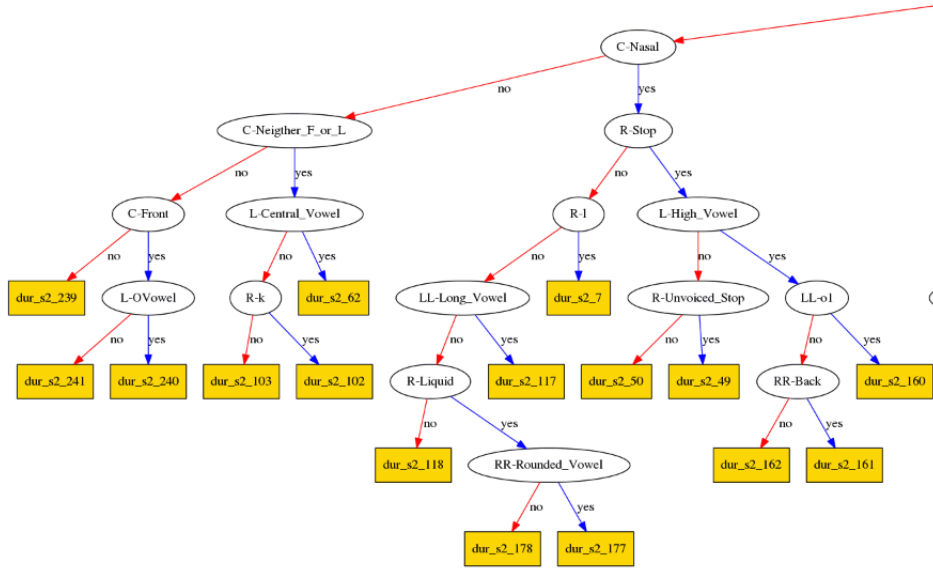 C-Nasal
no
yes
C-Neigther_F_or_L
R-Stop
no
yes
no
yes
C-Front
L-Central_Vowel
R-l
L-High_Vowel
no
yes
no
yes
no
yes
no
yes
dur_s2_239
L-OVowel
R-k
dur_s2_62
LL-Long_Vowel
dur_s2_7
R-Unvoiced_Stop
LL-o1
no
yes
no
yes
no
yes
no
yes
no
yes
dur_s2_241
dur_s2_240
dur_s2_103
dur_s2_102
R-Liquid
dur_s2_117
dur_s2_50
dur_s2_49
RR-Back
dur_s2_160
no
yes
no
yes
dur_s2_118
RR-Rounded_Vowel
dur_s2_162
dur_s2_161
no
yes
dur_s2_178
dur_s2_177